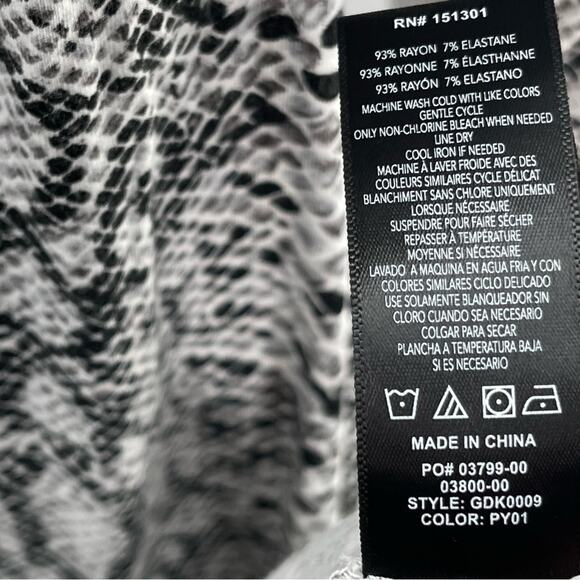 RN# 151301
93% RAYON 7% ELASTANE
93% RAYONNE 7% ÉLASTHANNE
93% RAYÓN 7% ELASTANO
MACHINE WASH COLD WITH LIKE COLORS
GENTLE CYCLE
ONLY NON-CHLORINE BLEACH WHEN NEEDED
LINE DRY
COOL IRON IF NEEDED
MACHINE À LAVER FROIDE AVEC DES
COULEURS SIMILAIRES CYCLE DÉLICAT
BLANCHIMENT SANS CHLORE UNIQUEMENT
LORSQUE NÉCESSAIRE
SUSPENDRE POUR FAIRE SÉCHER
REPASSER À TEMPÉRATURE
MOYENNE SI NÉCESSAIRE
LAVADO A MAQUINA EN AGUA FRIA Y CON
COLORES SIMILARES CICLO DELICADO
USE SOLAMENTE BLANQUEADOR SIN
CLORO CUANDO SEA NECESARIO
COLGAR PARA SECAR
PLANCHA A TEMPERATURA BAJA
SI ES NECESARIO
MADE IN CHINA
PO# 03799-00
03800-00
STYLE: GDK0009
COLOR: PY01